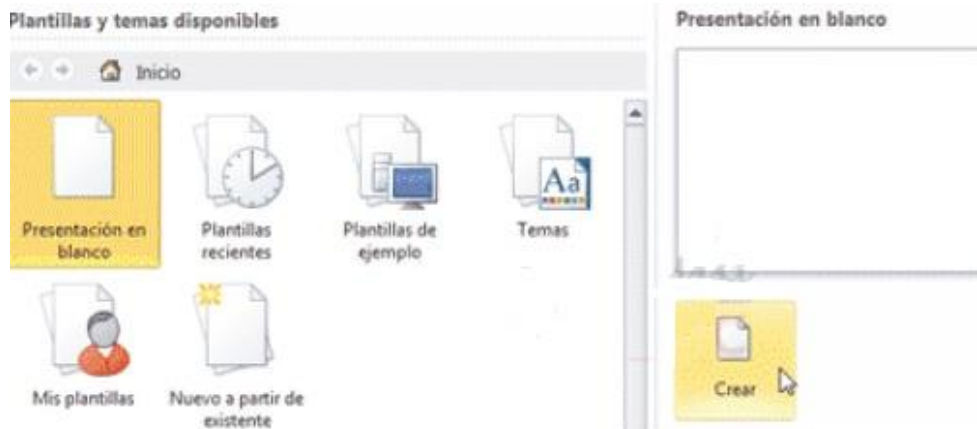 Plantillas y temas disponibles
Inicio
Presentación en
blanco
Plantillas
recientes
Plantillas de
ejemplo
Aa
Temas
Mis plantillas
Nuevo a partir de
existente
Presentación en blanco
Crear